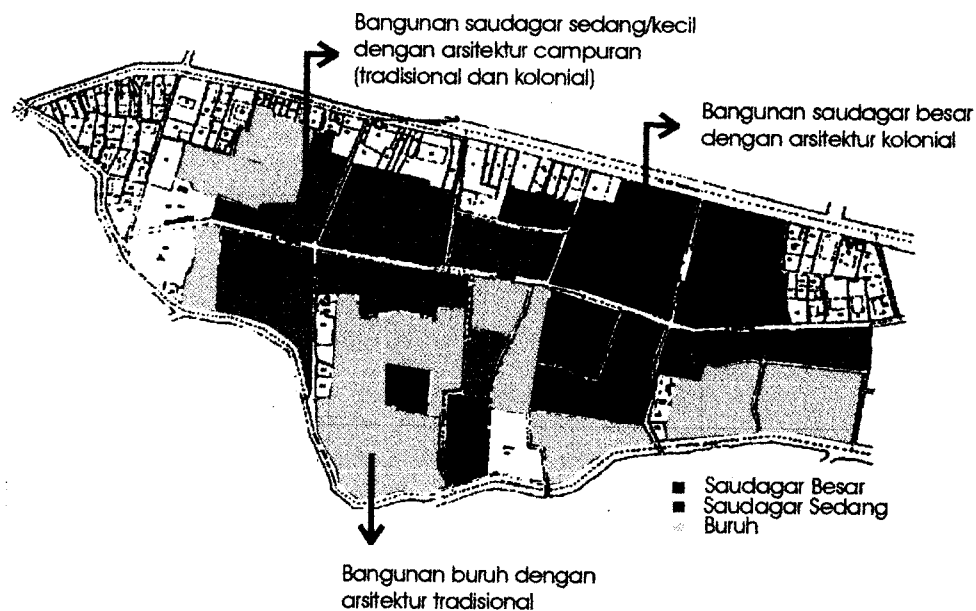 Bangunan saudagar sedang/kecil
dengan arsitektur campuran
(tradisional dan kolonial)
Bangunan saudagar besar
dengan arsitektur kolonial
Saudagar Besar
Saudagar Sedang
Buruh
Bangunan buruh dengan
arsitektur tradisional